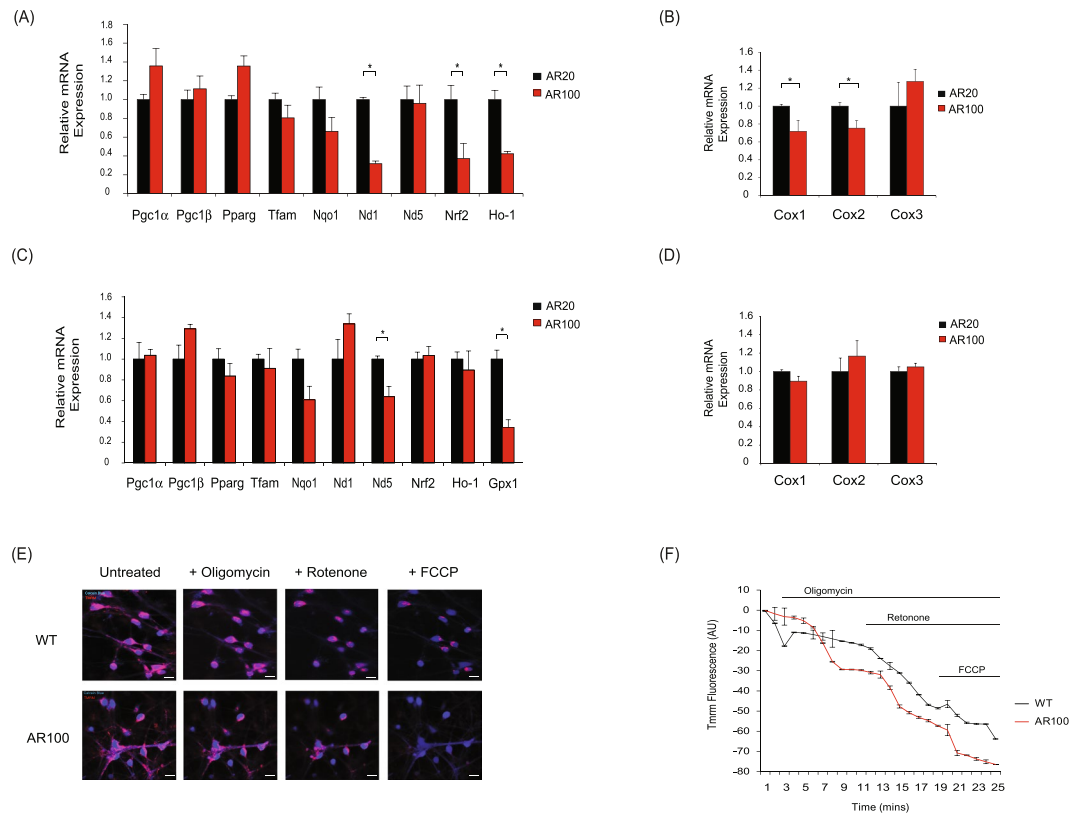 (A)
Relative mRNA
Expression
1.8
1.6
1.4
1.2
1.0
0.8
0.6
0.4
0.2
0
* * *
AR20
AR100
Pgc1α Pgc1β Pparg Tfam Nqo1 Nd1 Nd5 Nrf2 Ho-1
(B)
Relative mRNA
Expression
1.6
1.4
1.2
1.0
0.8
0.6
0.4
0.2
0
* *
AR20
AR100
Cox1 Cox2 Cox3
(C)
Relative mRNA
Expression
1.6
1.4
1.2
1.0
0.8
0.6
0.4
0.2
0
* *
AR20
AR100
Pgc1α Pgc1β Pparg Tfam Nqo1 Nd1 Nd5 Nrf2 Ho-1 Gpx1
(D)
Relative mRNA
Expression
1.6
1.4
1.2
1.0
0.8
0.6
0.4
0.2
0
AR20
AR100
Cox1 Cox2 Cox3
(E)
Untreated + Oligomycin + Rotenone + FCCP
WT
AR100
(F)
Tmrm Fluorescence (AU)
10
0
−10
−20
−30
−40
−50
−60
−70
−80
Oligomycin
Retonone
FCCP
WT
AR100
1 3 5 7 9 11 13 15 17 19 21 23 25
Time (mins)